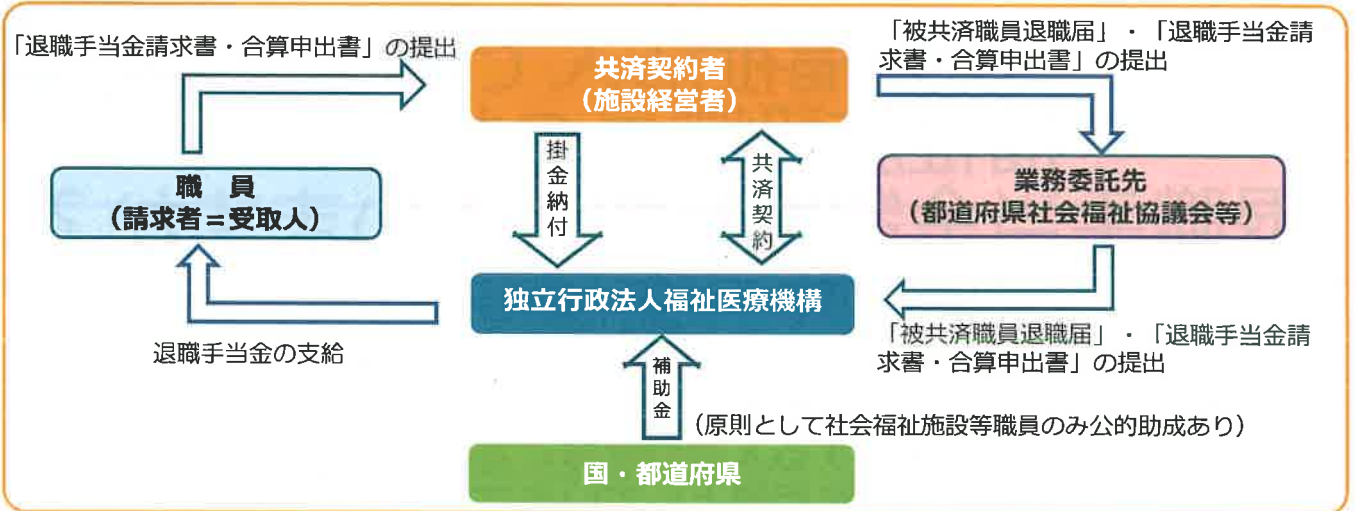 「退職手当金請求書・合算申出書」の提出
共済契約者
（施設経営者）
「被共済職員退職届」・「退職手当金請
求書・合算申出書」の提出
職　員
（請求者＝受取人）
掛金納付
共済契約
業務委託先
（都道府県社会福祉協議会等）
独立行政法人福祉医療機構
退職手当金の支給
「被共済職員退職届」・「退職手当金請
求書・合算申出書」の提出
補助金
（原則として社会福祉施設等職員のみ公的助成あり）
国・都道府県